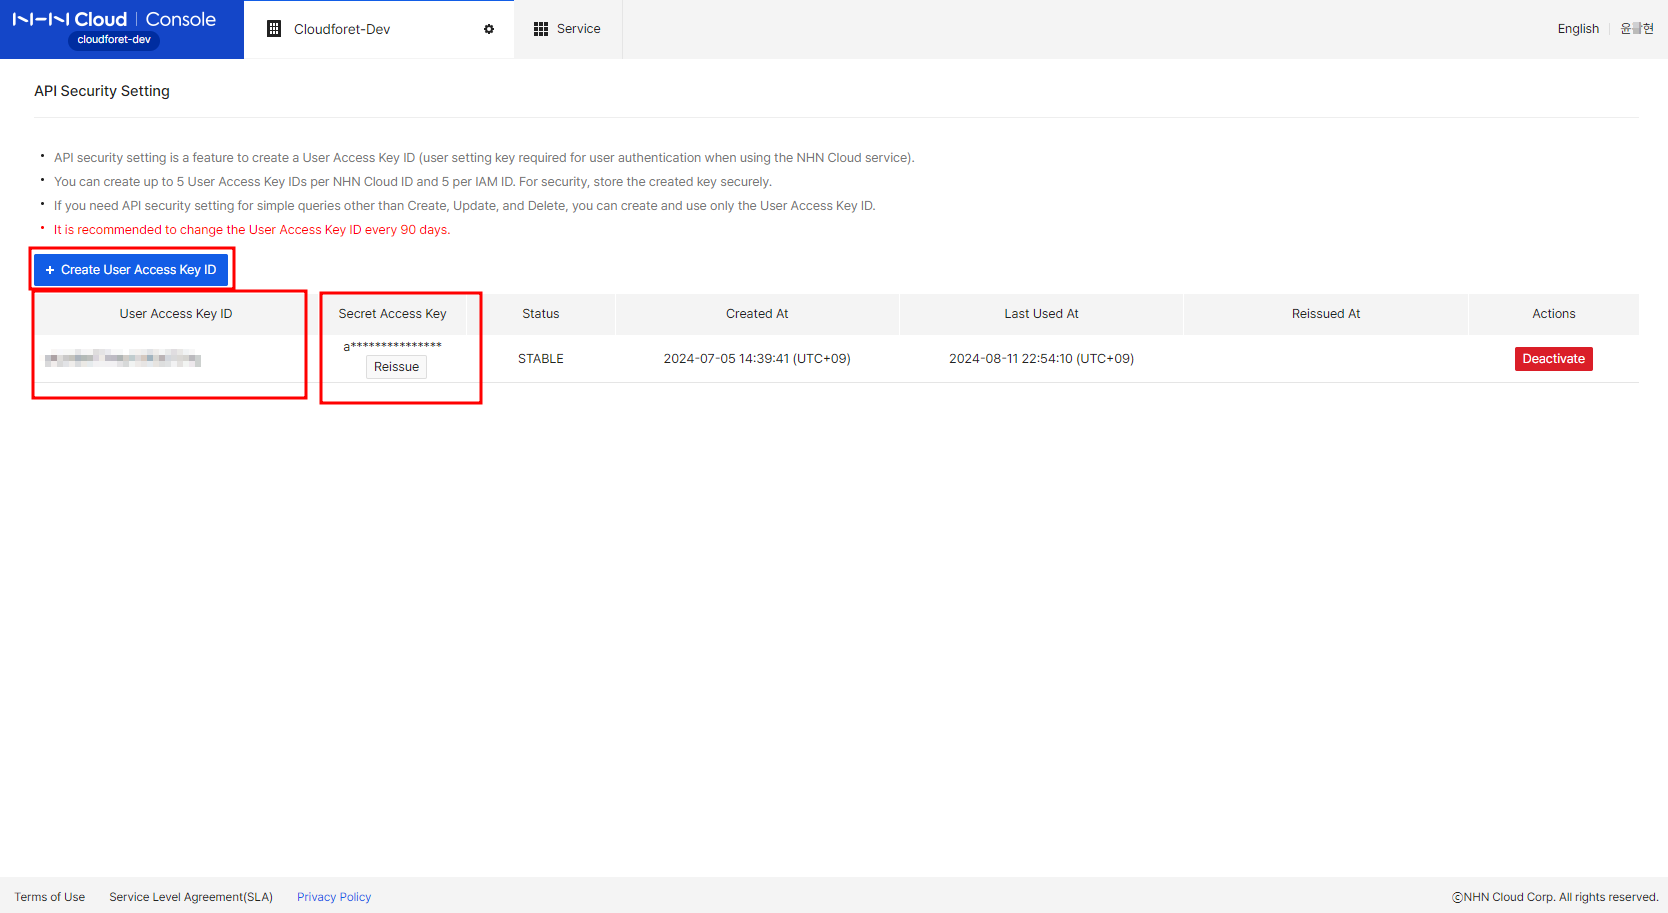 NHN Cloud | Console
cloudforet-dev
Cloudforet-Dev
Service
English
API Security Setting
• API security setting is a feature to create a User Access Key ID (user setting key required for user authentication when using the NHN Cloud service).
• You can create up to 5 User Access Key IDs per NHN Cloud ID and 5 per IAM ID. For security, store the created key securely.
• If you need API security setting for simple queries other than Create, Update, and Delete, you can create and use only the User Access Key ID.
• It is recommended to change the User Access Key ID every 90 days.
+ Create User Access Key ID
User Access Key ID Secret Access Key Status Created At Last Used At Reissued At Actions
a***************
STABLE 2024-07-05 14:39:41 (UTC+09) 2024-08-11 22:54:10 (UTC+09) Deactivate
Reissue
Terms of Use Service Level Agreement(SLA) Privacy Policy ⓒNHN Cloud Corp. All rights reserved.